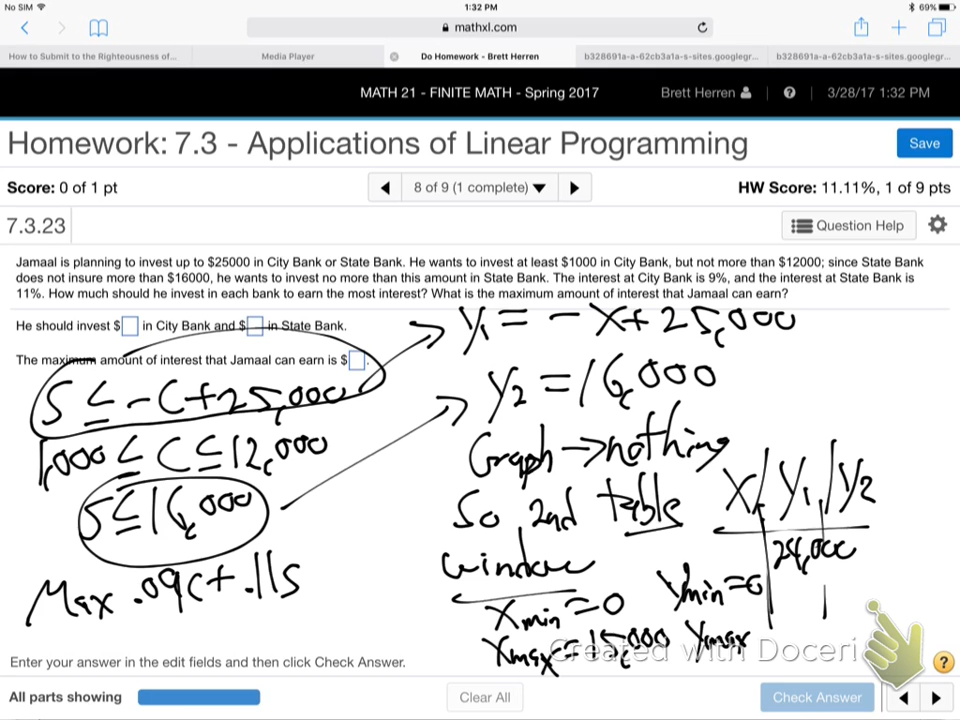 No SIM 1:32 PM 69%
mathxl.com
How to Submit to the Righteousness of... Media Player Do Homework - Brett Herren b328691a-a-62cb3a1a-s-sites.googlegr... b328691a-a-62cb3a1a-s-sites.googlegr...
MATH 21 - FINITE MATH - Spring 2017 Brett Herren ? 3/28/17 1:32 PM
Homework: 7.3 - Applications of Linear Programming Save
Score: 0 of 1 pt 8 of 9 (1 complete) HW Score: 11.11%, 1 of 9 pts
7.3.23 Question Help
Jamaal is planning to invest up to $25000 in City Bank or State Bank. He wants to invest at least $1000 in City Bank, but not more than $12000; since State Bank
does not insure more than $16000, he wants to invest no more than this amount in State Bank. The interest at City Bank is 9%, and the interest at State Bank is
11%. How much should he invest in each bank to earn the most interest? What is the maximum amount of interest that Jamaal can earn?
He should invest $ in City Bank and $ in State Bank.
The maximum amount of interest that Jamaal can earn is $ .
S ≤ -C+25,000
1,000 ≤ C ≤ 12,000
S ≤ 16,000
Max .09C+.11S
y1 = -x+25,000
y2 = 16,000
Graph → nothing
So 2nd table
window
xmin = 0
xmax = 15,000
ymin = 0
ymax
X y1 y2
24,000
Created with Doceri
Enter your answer in the edit fields and then click Check Answer. ?
All parts showing Clear All Check Answer